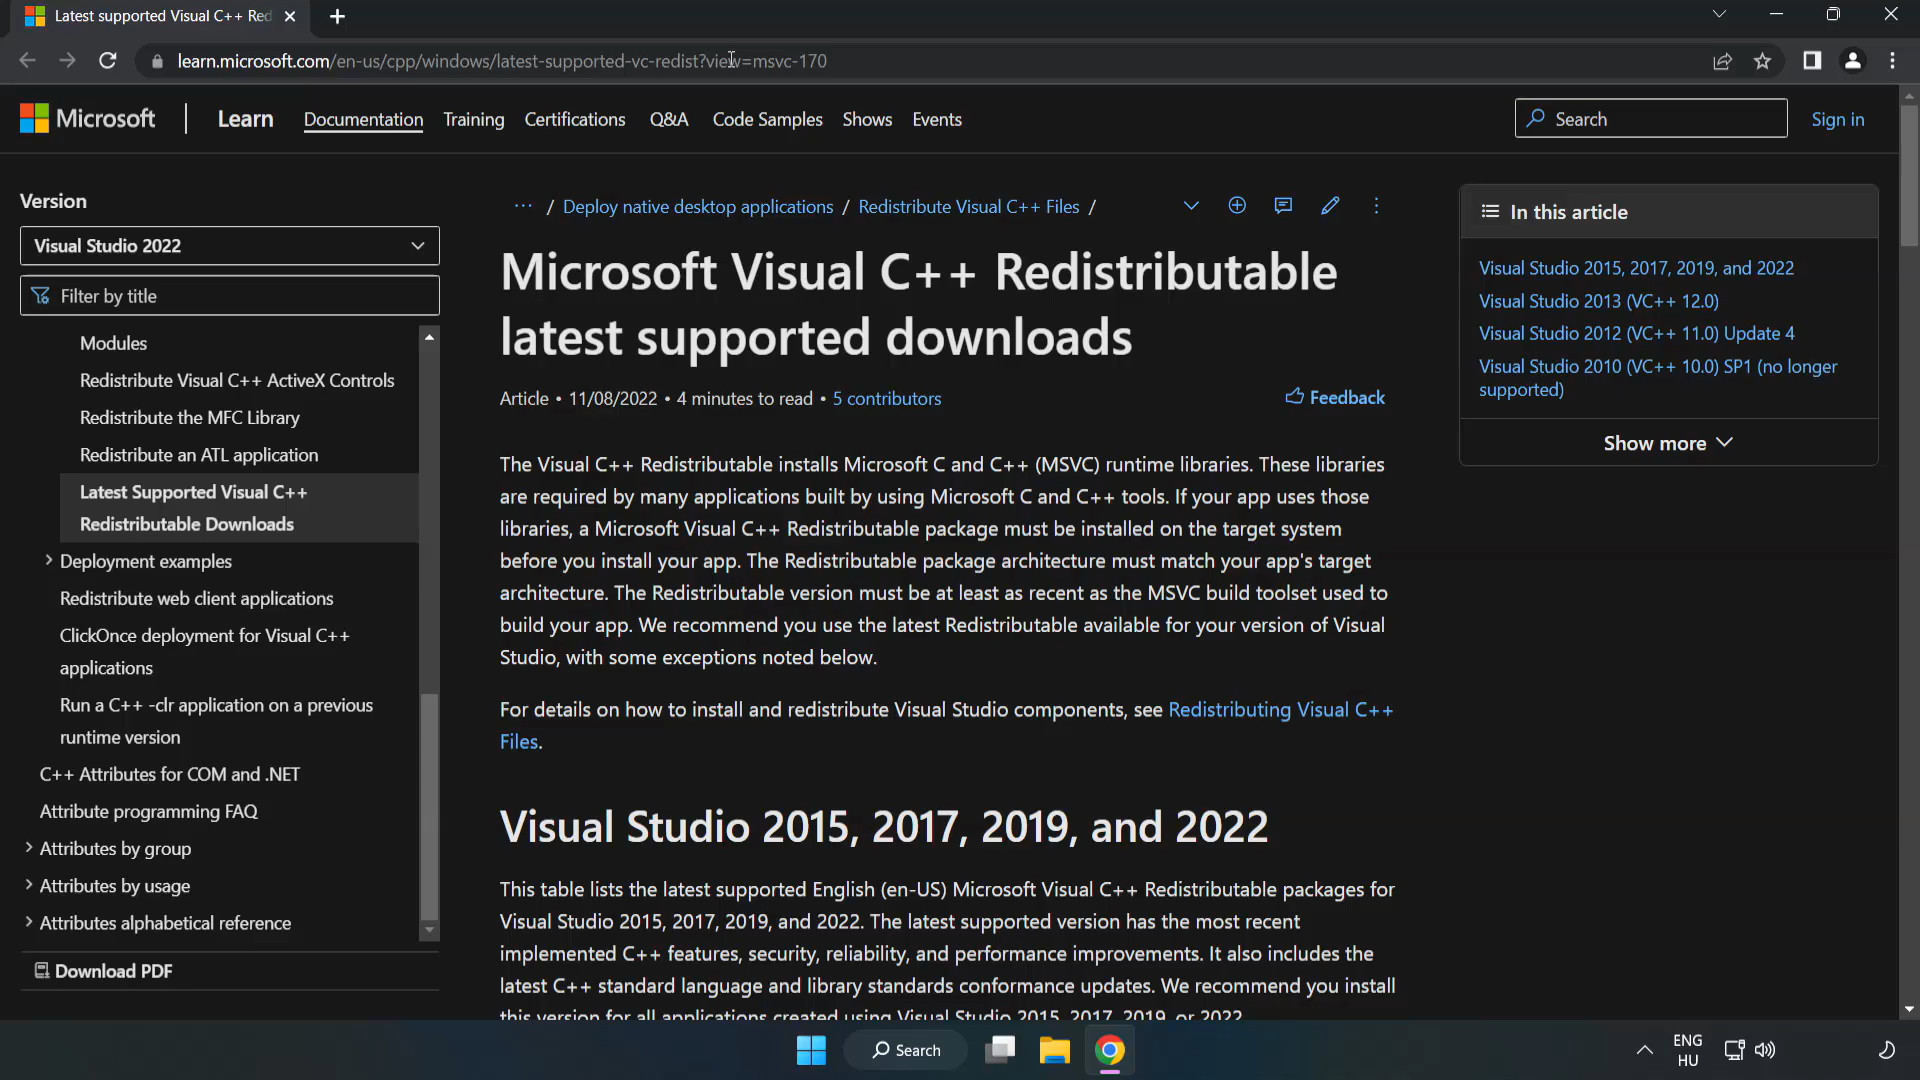 Latest supported Visual C++ Red
learn.microsoft.com/en-us/cpp/windows/latest-supported-vc-redist?view=msvc-170
Microsoft
Learn
Documentation
Training
Certifications
Q&A
Code Samples
Shows
Events
Search
Sign in
Version
Visual Studio 2022
Filter by title
Modules
Redistribute Visual C++ ActiveX Controls
Redistribute the MFC Library
Redistribute an ATL application
Latest Supported Visual C++
Redistributable Downloads
Deployment examples
Redistribute web client applications
ClickOnce deployment for Visual C++
applications
Run a C++ -clr application on a previous
runtime version
C++ Attributes for COM and .NET
Attribute programming FAQ
Attributes by group
Attributes by usage
Attributes alphabetical reference
Download PDF
··· / Deploy native desktop applications / Redistribute Visual C++ Files /
Microsoft Visual C++ Redistributable
latest supported downloads
Article • 11/08/2022 • 4 minutes to read • 5 contributors
Feedback
The Visual C++ Redistributable installs Microsoft C and C++ (MSVC) runtime libraries. These libraries
are required by many applications built by using Microsoft C and C++ tools. If your app uses those
libraries, a Microsoft Visual C++ Redistributable package must be installed on the target system
before you install your app. The Redistributable package architecture must match your app's target
architecture. The Redistributable version must be at least as recent as the MSVC build toolset used to
build your app. We recommend you use the latest Redistributable available for your version of Visual
Studio, with some exceptions noted below.
For details on how to install and redistribute Visual Studio components, see Redistributing Visual C++
Files.
Visual Studio 2015, 2017, 2019, and 2022
This table lists the latest supported English (en-US) Microsoft Visual C++ Redistributable packages for
Visual Studio 2015, 2017, 2019, and 2022. The latest supported version has the most recent
implemented C++ features, security, reliability, and performance improvements. It also includes the
latest C++ standard language and library standards conformance updates. We recommend you install
this version for all applications created using Visual Studio 2015, 2017, 2019, or 2022.
In this article
Visual Studio 2015, 2017, 2019, and 2022
Visual Studio 2013 (VC++ 12.0)
Visual Studio 2012 (VC++ 11.0) Update 4
Visual Studio 2010 (VC++ 10.0) SP1 (no longer
supported)
Show more
Search
ENG
HU